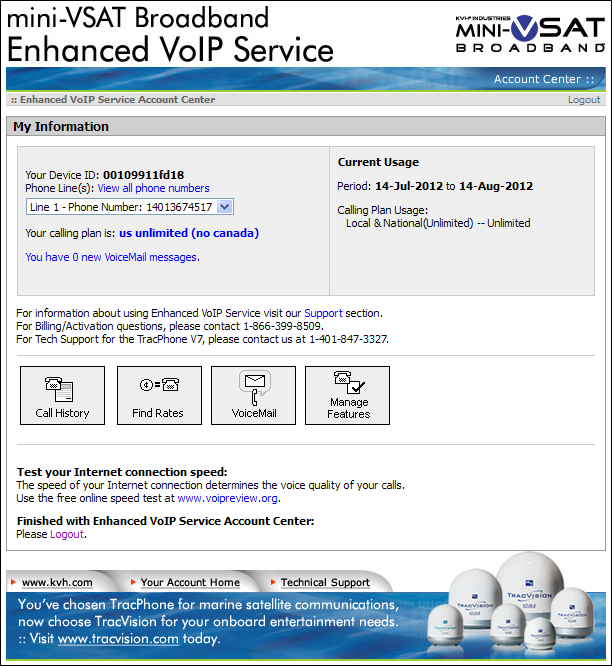 mini-VSAT Broadband
Enhanced VoIP Service
KVH INDUSTRIES
MINI-VSAT
BROADBAND
Account Center ::
:: Enhanced VoIP Service Account Center
Logout
My Information
Your Device ID: 00109911fd18
Phone Line(s): View all phone numbers
Line 1 - Phone Number: 14013674517
Your calling plan is: us unlimited (no canada)
You have 0 new VoiceMail messages.
Current Usage
Period: 14-Jul-2012 to 14-Aug-2012
Calling Plan Usage:
Local & National(Unlimited) -- Unlimited
For information about using Enhanced VoIP Service visit our Support section.
For Billing/Activation questions, please contact 1-866-399-8509.
For Tech Support for the TracPhone V7, please contact us at 1-401-847-3327.
Call History
Find Rates
VoiceMail
Manage
Features
Test your Internet connection speed:
The speed of your Internet connection determines the voice quality of your calls.
Use the free online speed test at www.voipreview.org.
Finished with Enhanced VoIP Service Account Center:
Please Logout.
www.kvh.com
Your Account Home
Technical Support
You've chosen TracPhone for marine satellite communications,
now choose TracVision for your onboard entertainment needs.
:: Visit www.tracvision.com today.
TRACVISION
TRACVISION